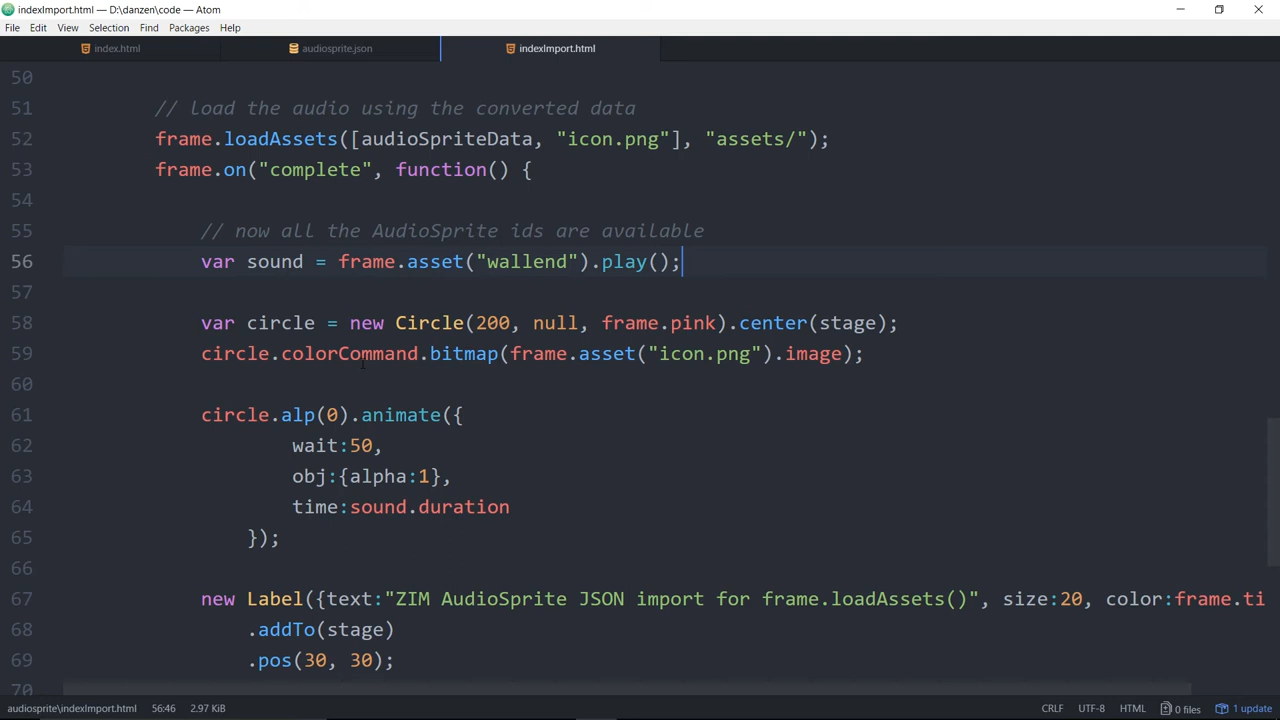 indexImport.html — D:\danzen\code — Atom
File Edit View Selection Find Packages Help
index.html audiosprite.json indexImport.html
50
51 // load the audio using the converted data
52 frame.loadAssets([audioSpriteData, "icon.png"], "assets/");
53 frame.on("complete", function() {
54
55 // now all the AudioSprite ids are available
56 var sound = frame.asset("wallend").play();
57
58 var circle = new Circle(200, null, frame.pink).center(stage);
59 circle.colorCommand.bitmap(frame.asset("icon.png").image);
60
61 circle.alp(0).animate({
62 wait:50,
63 obj:{alpha:1},
64 time:sound.duration
65 });
66
67 new Label({text:"ZIM AudioSprite JSON import for frame.loadAssets()", size:20, color:frame.ti
68 .addTo(stage)
69 .pos(30, 30);
70
audiosprite\indexImport.html 56:46 2.97 KiB CRLF UTF-8 HTML 0 files 1 update